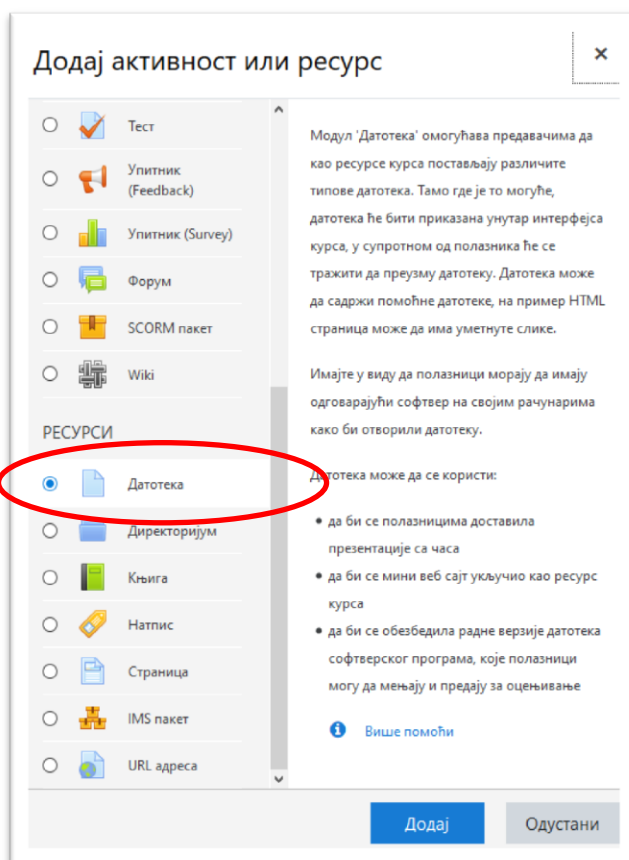 Додај активност или ресурс
×
Тест
Упитник
(Feedback)
Упитник (Survey)
Форум
SCORM пакет
Wiki
РЕСУРСИ
Датотека
Директоријум
Књига
Натпис
Страница
IMS пакет
URL адреса
Модул 'Датотека' омогућава предавачима да
као ресурсе курса постављају различите
типове датотека. Тамо где је то могуће,
датотека ће бити приказана унутар интерфејса
курса, у супротном од полазника ће се
тражити да преузму датотеку. Датотека може
да садржи помоћне датотеке, на пример HTML
страница може да има уметнуте слике.
Имајте у виду да полазници морају да имају
одговарајући софтвер на својим рачунарима
како би отворили датотеку.
Датотека може да се користи:
• да би се полазницима доставила
презентације са часа
• да би се мини веб сајт укључио као ресурс
курса
• да би се обезбедила радне верзије датотека
софтверског програма, које полазници
могу да мењају и предају за оцењивање
Више помоћи
Додај
Одустани